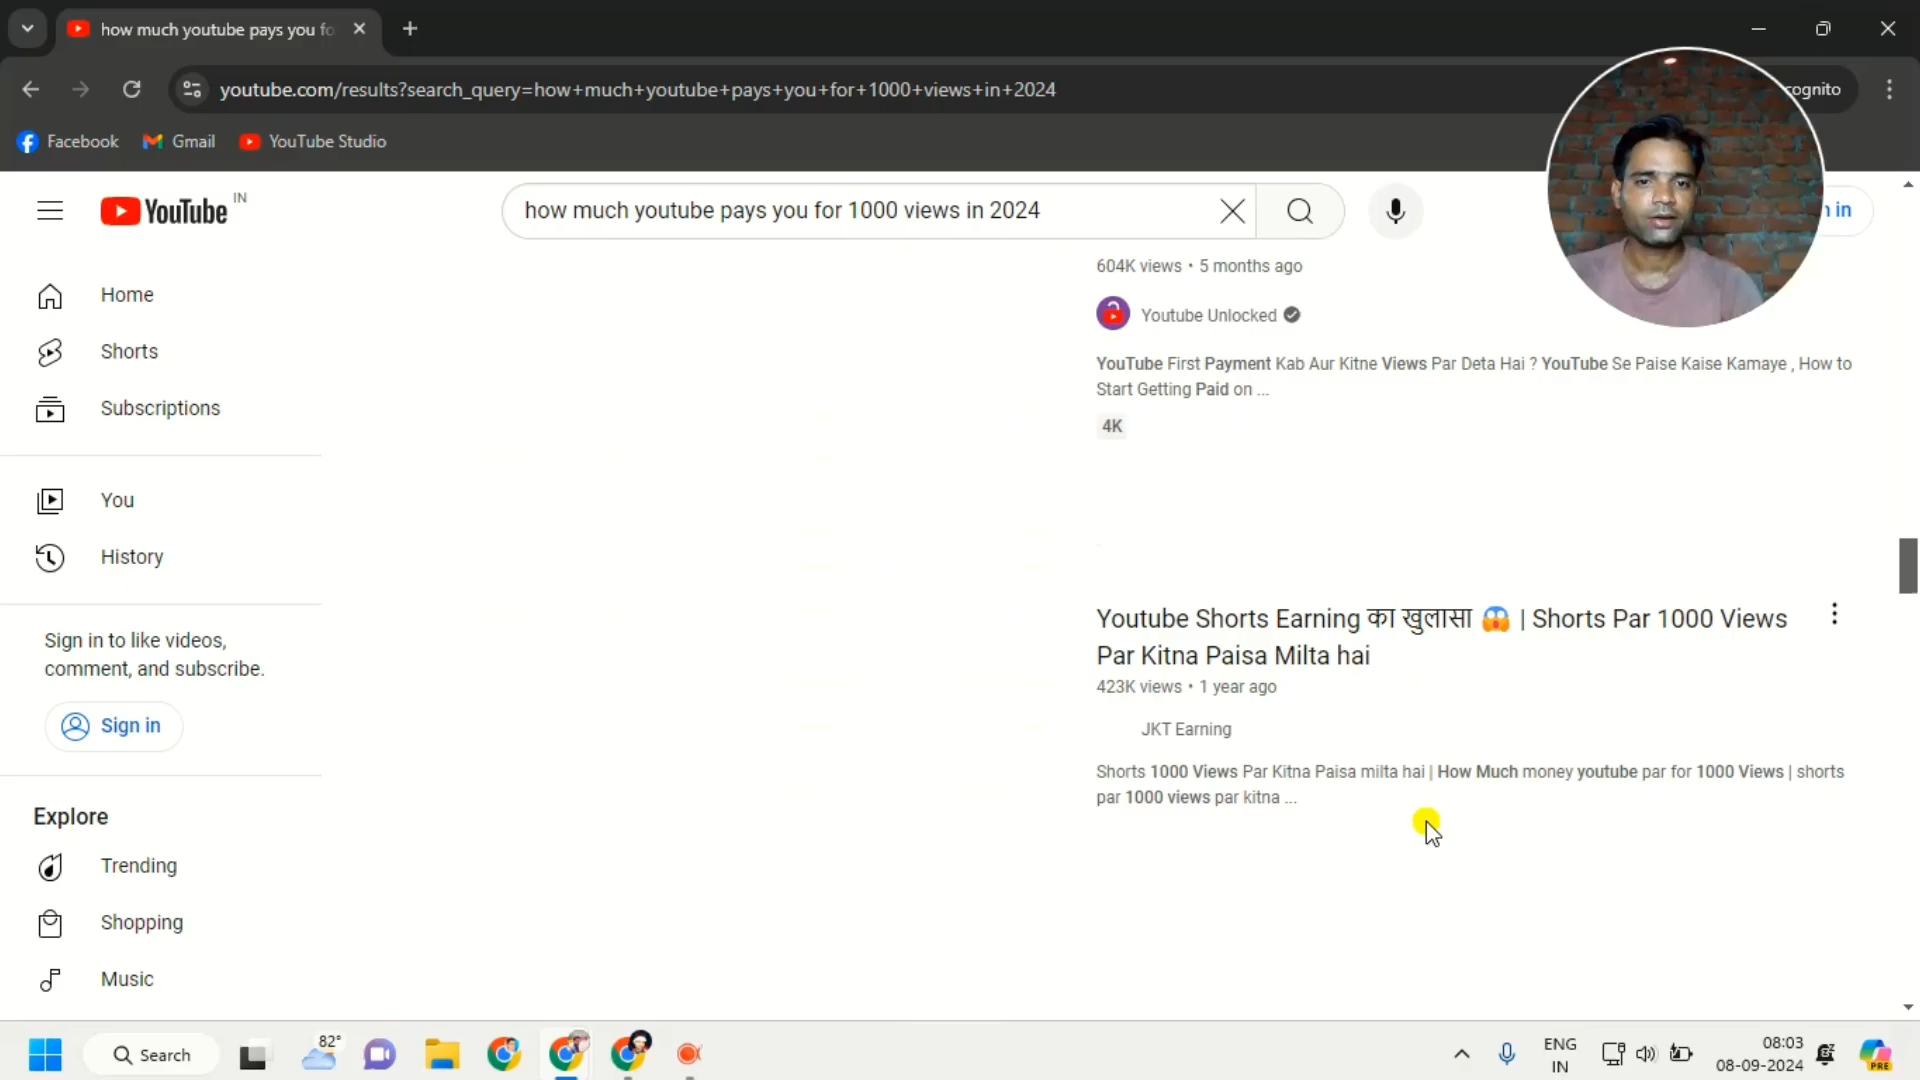 how much youtube pays you fo
youtube.com/results?search_query=how+much+youtube+pays+you+for+1000+views+in+2024
cognito
Facebook
Gmail
YouTube Studio
YouTube IN
how much youtube pays you for 1000 views in 2024
n in
Home
Shorts
Subscriptions
You
History
Sign in to like videos,
comment, and subscribe.
Sign in
Explore
Trending
Shopping
Music
604K views • 5 months ago
Youtube Unlocked
YouTube First Payment Kab Aur Kitne Views Par Deta Hai ? YouTube Se Paise Kaise Kamaye , How to
Start Getting Paid on ...
4K
Youtube Shorts Earning का खुलासा 😱 | Shorts Par 1000 Views
Par Kitna Paisa Milta hai
423K views • 1 year ago
JKT Earning
Shorts 1000 Views Par Kitna Paisa milta hai | How Much money youtube par for 1000 Views | shorts
par 1000 views par kitna ...
Search
82°
ENG
IN
08:03
08-09-2024
PRE